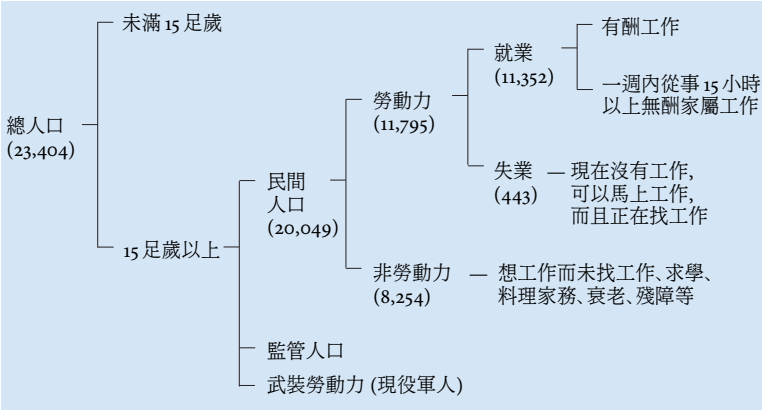 總人口
(23,404)
未滿 15 足歲
15 足歲以上
民間
人口
(20,049)
勞動力
(11,795)
就業
(11,352)
有酬工作
一週內從事 15 小時
以上無酬家屬工作
失業
(443)
現在沒有工作,
可以馬上工作,
而且正在找工作
非勞動力
(8,254)
想工作而未找工作、求學、
料理家務、衰老、殘障等
監管人口
武裝勞動力 (現役軍人)